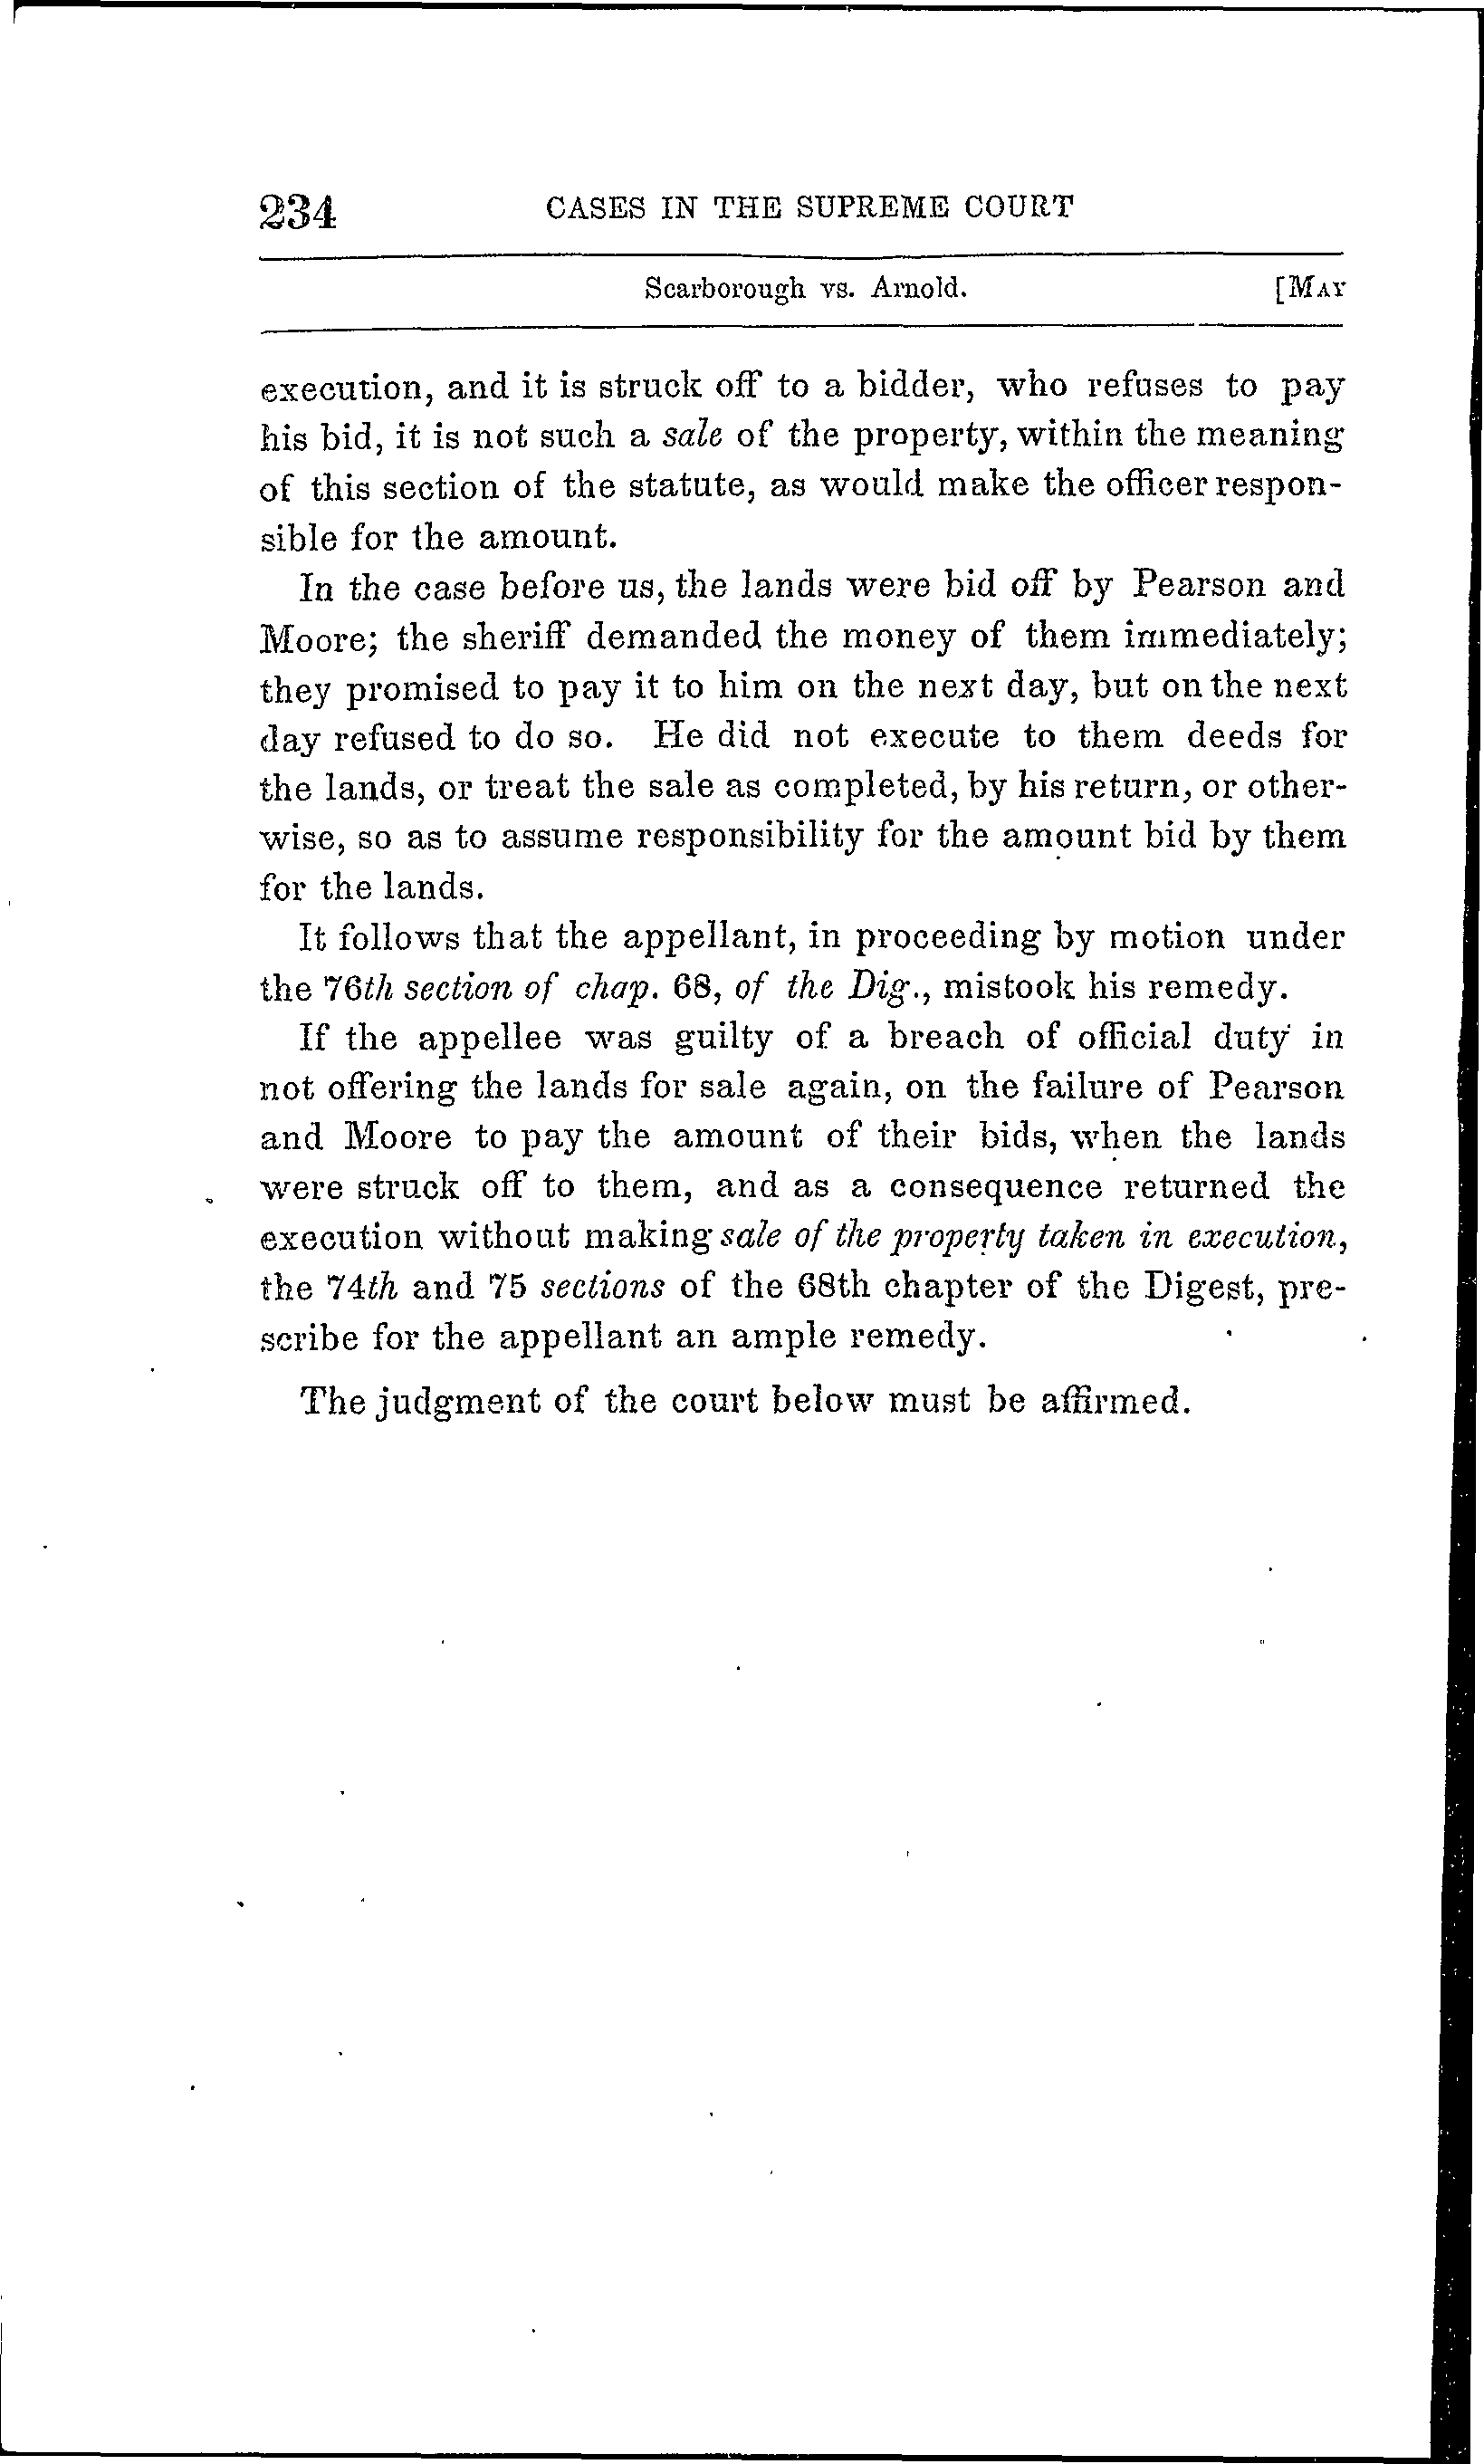 234 CASES IN THE SUPREME COURT
Scarborough vs. Arnold. [MAY
execution, and it is struck off to a bidder, who refuses to pay
his bid, it is not such a sale of the property, within the meaning
of this section of the statute, as would make the officer respon-
sible for the amount.
In the case before us, the lands were bid off by Pearson and
Moore; the sheriff demanded the money of them immediately;
they promised to pay it to him on the next day, but on the next
day refused to do so. He did not execute to them deeds for
the lands, or treat the sale as completed, by his return, or other-
wise, so as to assume responsibility for the amount bid by them
for the lands.
It follows that the appellant, in proceeding by motion under
the 76th section of chap. 68, of the Dig., mistook his remedy.
If the appellee was guilty of a breach of official duty in
not offering the lands for sale again, on the failure of Pearson
and Moore to pay the amount of their bids, when the lands
were struck off to them, and as a consequence returned the
execution without making sale of the property taken in execution,
the 74th and 75 sections of the 68th chapter of the Digest, pre-
scribe for the appellant an ample remedy.
The judgment of the court below must be affirmed.